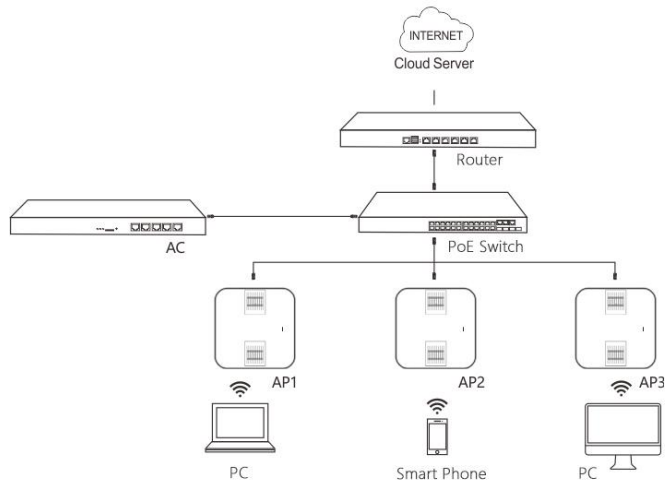 INTERNET
Cloud Server
Router
AC
PoE Switch
AP1
AP2
AP3
PC
Smart Phone
PC